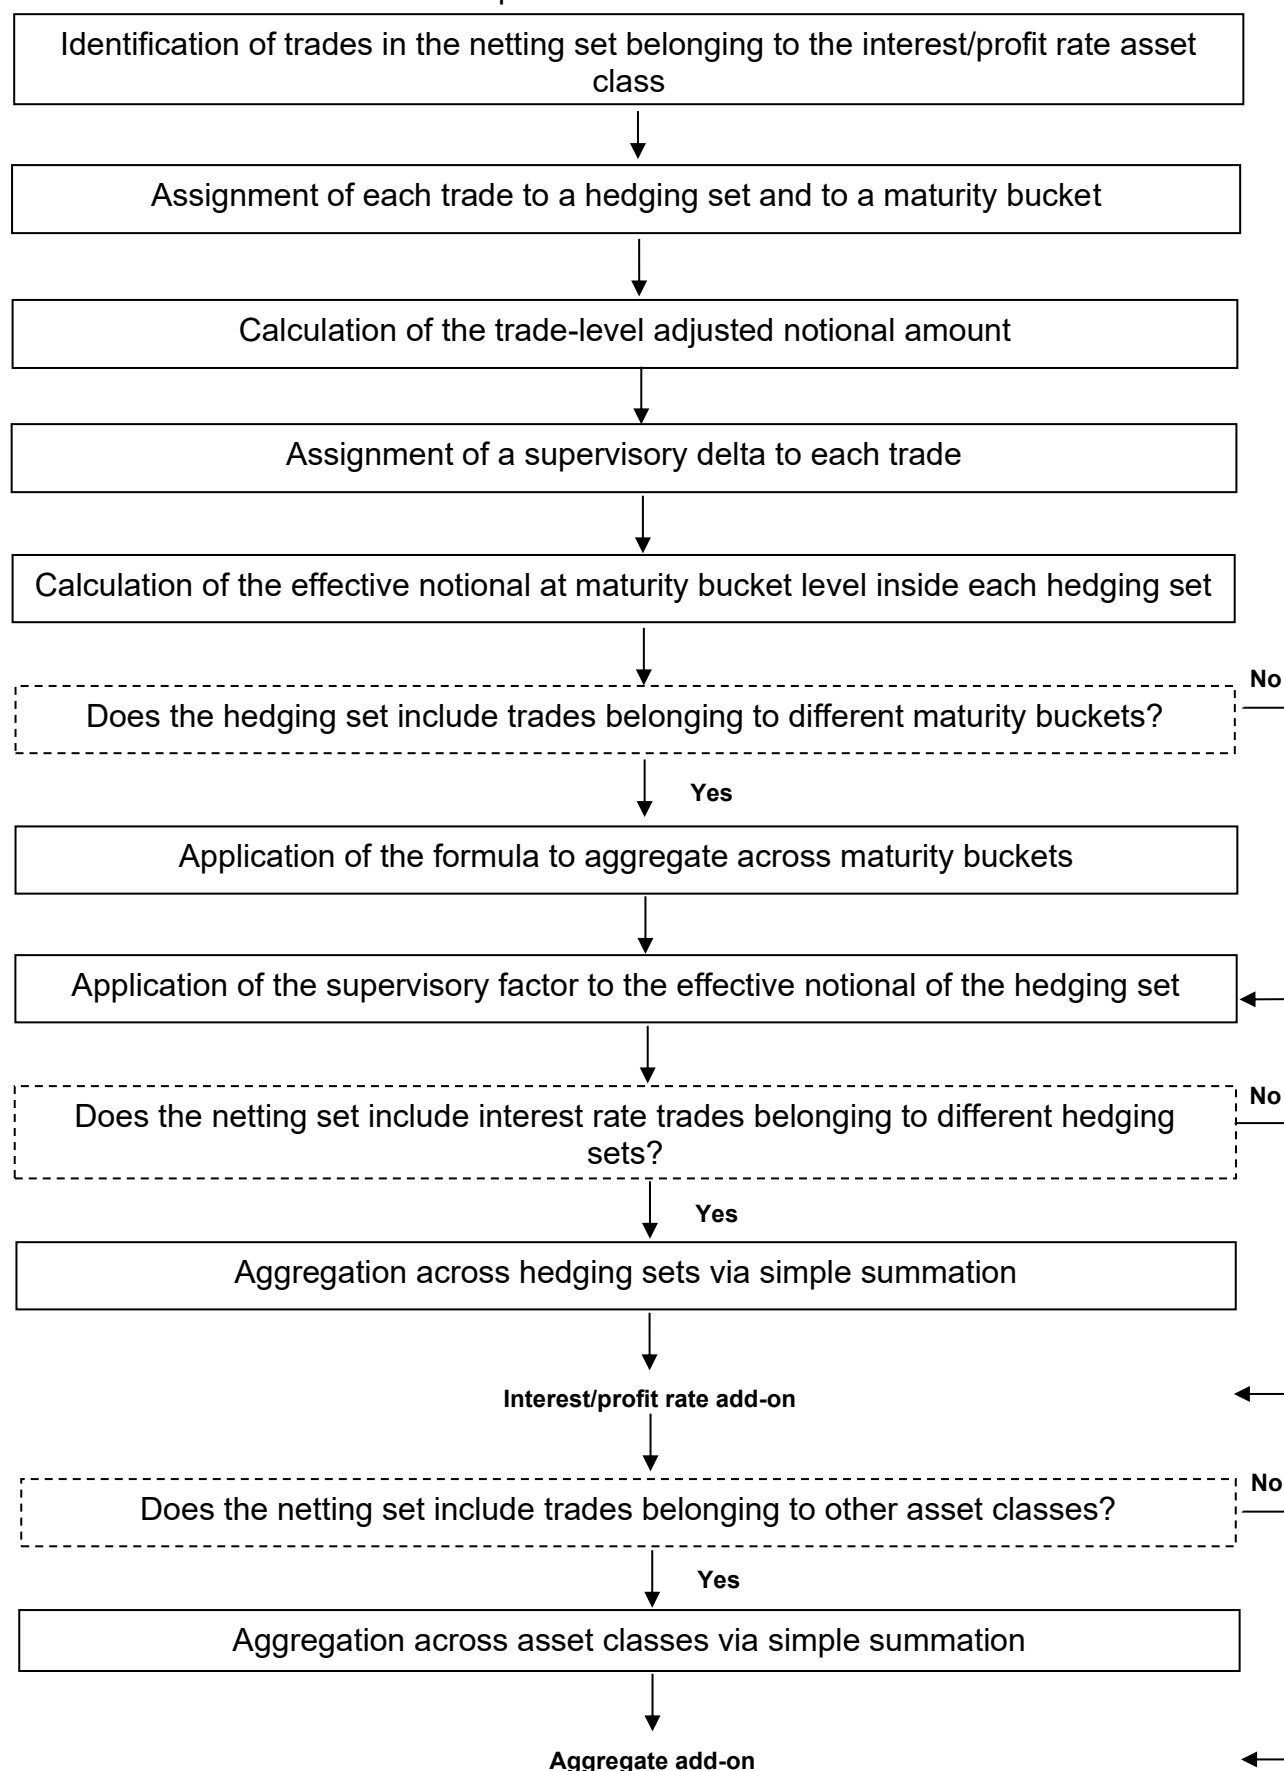 Identification of trades in the netting set belonging to the interest/profit rate asset
class
Assignment of each trade to a hedging set and to a maturity bucket
Calculation of the trade-level adjusted notional amount
Assignment of a supervisory delta to each trade
Calculation of the effective notional at maturity bucket level inside each hedging set
No
Does the hedging set include trades belonging to different maturity buckets?
Yes
Application of the formula to aggregate across maturity buckets
Application of the supervisory factor to the effective notional of the hedging set
No
Does the netting set include interest rate trades belonging to different hedging
sets?
Yes
Aggregation across hedging sets via simple summation
Interest/profit rate add-on
No
Does the netting set include trades belonging to other asset classes?
Yes
Aggregation across asset classes via simple summation
Aggregate add-on